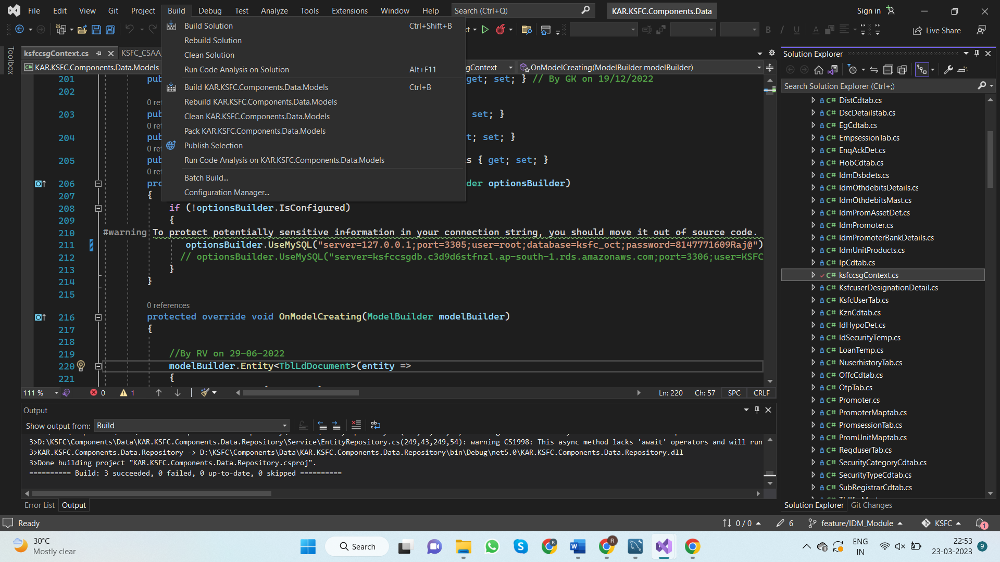 File Edit View Git Project Build Debug Test Analyze Tools Extensions Window Help Search (Ctrl+Q) KAR.KSFC.Components.Data Sign in
Live Share
Build Solution Ctrl+Shift+B
Rebuild Solution
Clean Solution
Run Code Analysis on Solution Alt+F11
Build KAR.KSFC.Components.Data.Models Ctrl+B
Rebuild KAR.KSFC.Components.Data.Models
Clean KAR.KSFC.Components.Data.Models
Pack KAR.KSFC.Components.Data.Models
Publish Selection
Run Code Analysis on KAR.KSFC.Components.Data.Models
Batch Build...
Configuration Manager...
Toolbox
ksfccsgContext.cs KSFC_CSAA
KAR.KSFC.Components.Data.Models gContext OnModelCreating(ModelBuilder modelBuilder)
201 pub get; set; } // By GK on 19/12/2022
202
0 ref
203 pub set; }
0 ref
204 pub t; set; }
0 ref
205 pub s { get; set; }
0 ref
206 pro der optionsBuilder)
207 {
208 if (!optionsBuilder.IsConfigured)
209 {
210 #warning To protect potentially sensitive information in your connection string, you should move it out of source code.
211 optionsBuilder.UseMySQL("server=127.0.0.1;port=3305;user=root;database=ksfc_oct;password=8147771609Raj@")
212 // optionsBuilder.UseMySQL("server=ksfccsgdb.c3d9d6stfnzl.ap-south-1.rds.amazonaws.com;port=3306;user=KSFC
213 }
214 }
215
0 references
216 protected override void OnModelCreating(ModelBuilder modelBuilder)
217 {
218
219 //By RV on 29-06-2022
220 modelBuilder.Entity<TblLdDocument>(entity =>
221 {
111 % 0 1 Ln: 220 Ch: 57 SPC CRLF
Output
Show output from: Build
3>D:\KSFC\Components\Data\KAR.KSFC.Components.Data.Repository\Service\EntityRepository.cs(249,43,249,54): warning CS1998: This async method lacks 'await' operators and will run
3>KAR.KSFC.Components.Data.Repository -> D:\KSFC\Components\Data\KAR.KSFC.Components.Data.Repository\bin\Debug\net5.0\KAR.KSFC.Components.Data.Repository.dll
3>Done building project "KAR.KSFC.Components.Data.Repository.csproj".
========== Build: 3 succeeded, 0 failed, 0 up-to-date, 0 skipped ==========
Error List Output
Solution Explorer
Search Solution Explorer (Ctrl+;)
C# DistCdtab.cs
C# DscDetailstab.cs
C# EgCdtab.cs
C# EmpsessionTab.cs
C# EnqAckDet.cs
C# HobCdtab.cs
C# IdmDsbdets.cs
C# IdmOthdebitsDetails.cs
C# IdmOthdebitsMast.cs
C# IdmPromAssetDet.cs
C# IdmPromoter.cs
C# IdmPromoterBankDetails.cs
C# IdmUnitProducts.cs
C# IpCdtab.cs
C# ksfccsgContext.cs
C# KsfcuserDesignationDetail.cs
C# KsfcUserTab.cs
C# KznCdtab.cs
C# IdHypoDet.cs
C# IdSecurityTemp.cs
C# LoanTemp.cs
C# NuserhistoryTab.cs
C# OffcCdtab.cs
C# OtpTab.cs
C# Promoter.cs
C# PromoterMaptab.cs
C# PromsessionTab.cs
C# PromUnitMaptab.cs
C# RegduserTab.cs
C# SecurityCategoryCdtab.cs
C# SecurityTypeCdtab.cs
C# SubRegistrarCdtab.cs
Solution Explorer Git Changes
Ready 0 / 0 6 feature/IDM_Module KSFC 1
30°C
Mostly clear
Search
ENG
IN
22:53
23-03-2023
9